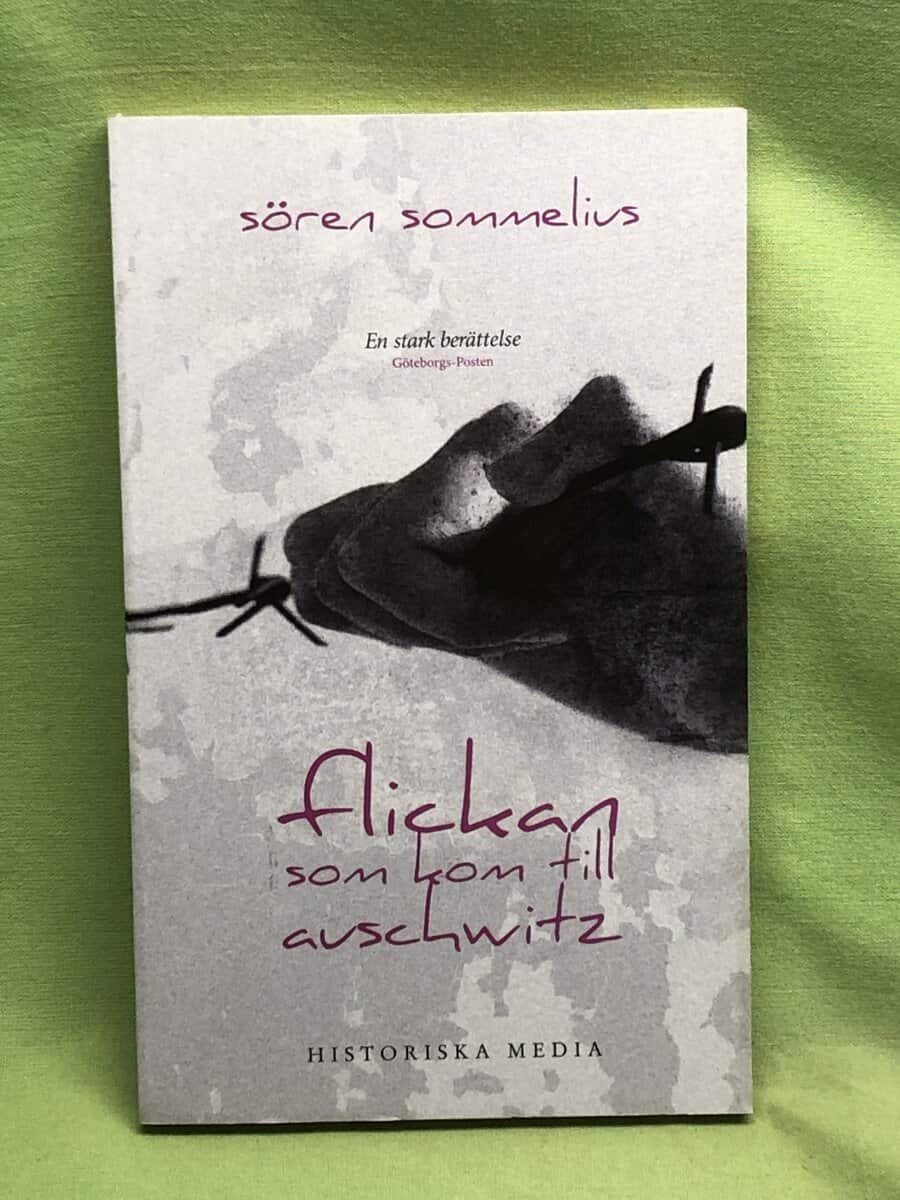 sören sommelius
En stark berättelse
Göteborgs-Posten
flickan
som kom till
auschwitz
HISTORISKA MEDIA